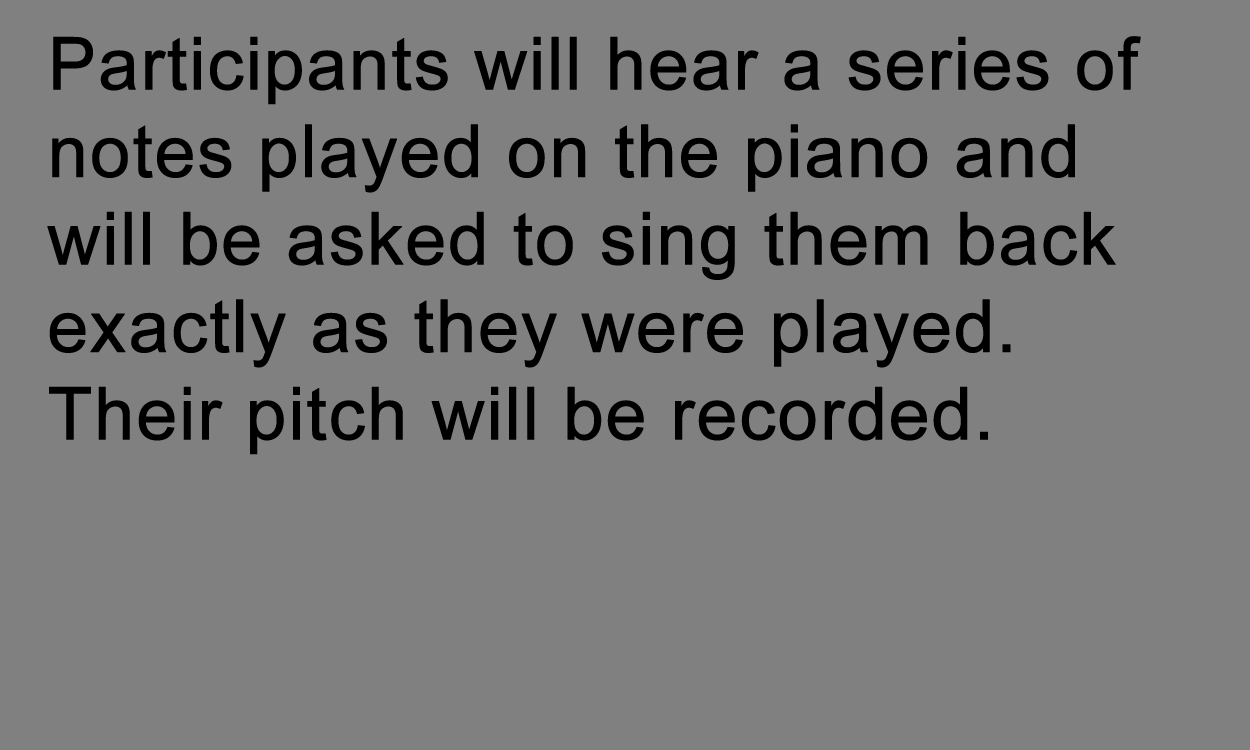 Participants will hear a series of
notes played on the piano and
will be asked to sing them back
exactly as they were played.
Their pitch will be recorded.